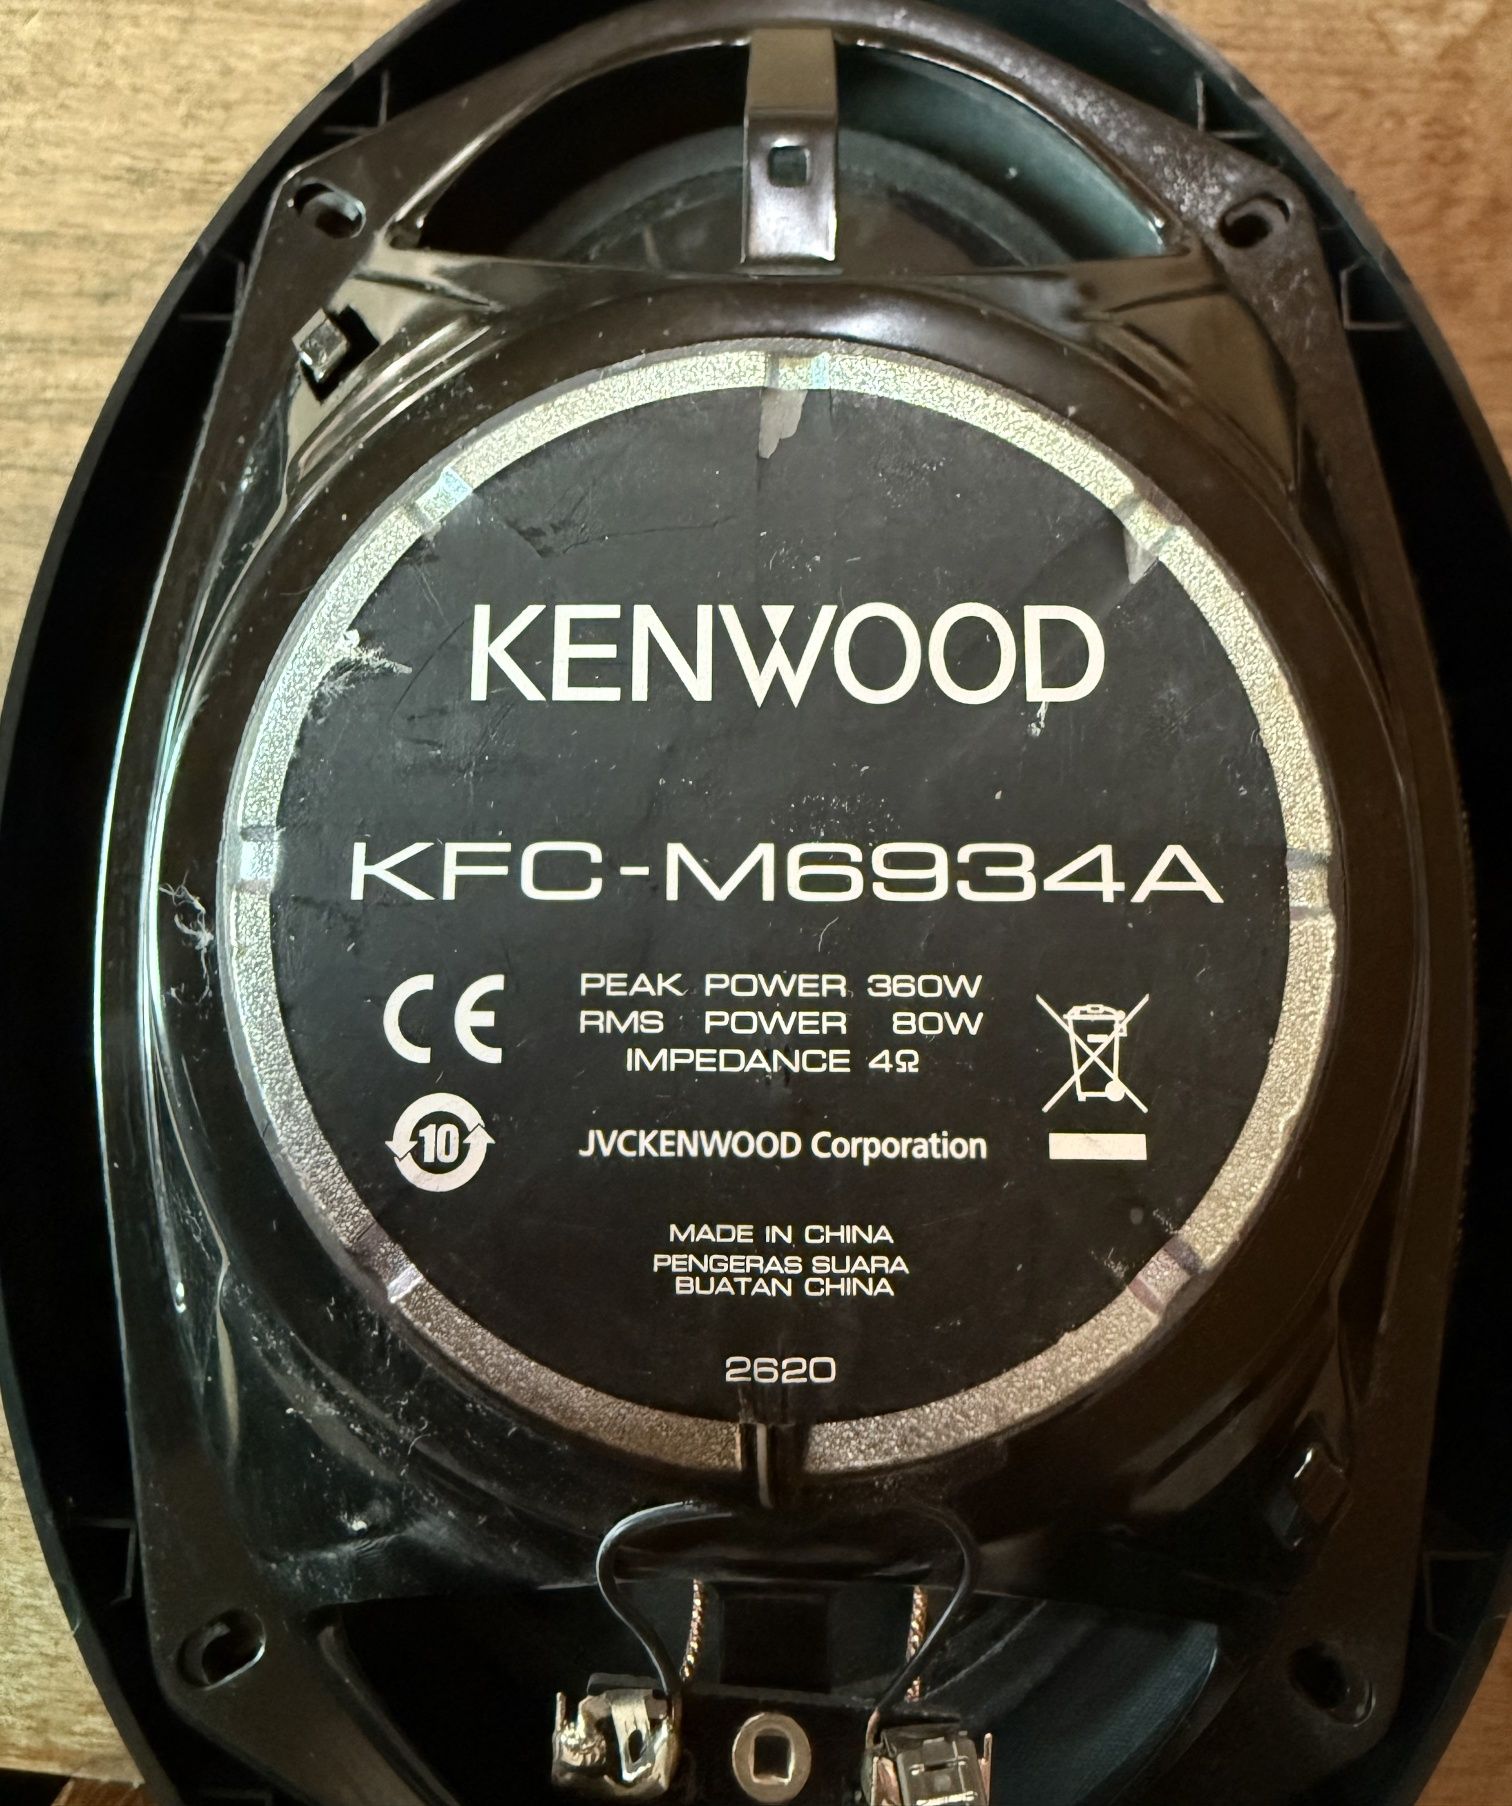 KENWOOD
KFC-M6934A
CE
PEAK POWER 360W
RMS POWER 80W
IMPEDANCE 4Ω
10
JVCKENWOOD Corporation
MADE IN CHINA
PENGERAS SUARA
BUATAN CHINA
2620